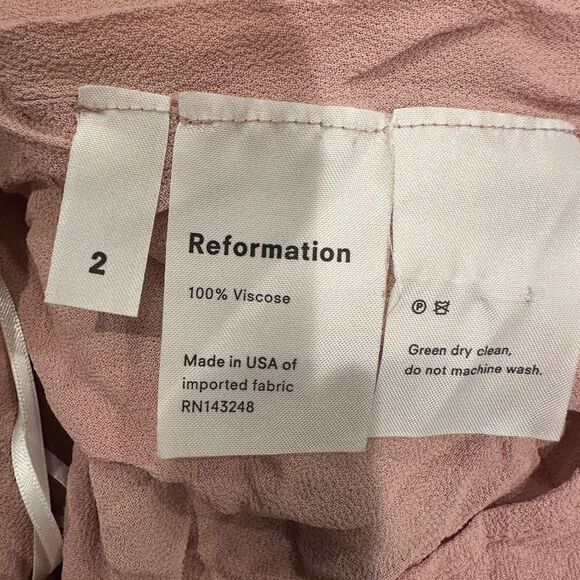 2
Reformation
100% Viscose
Made in USA of
imported fabric
RN143248
P
Green dry clean,
do not machine wash.